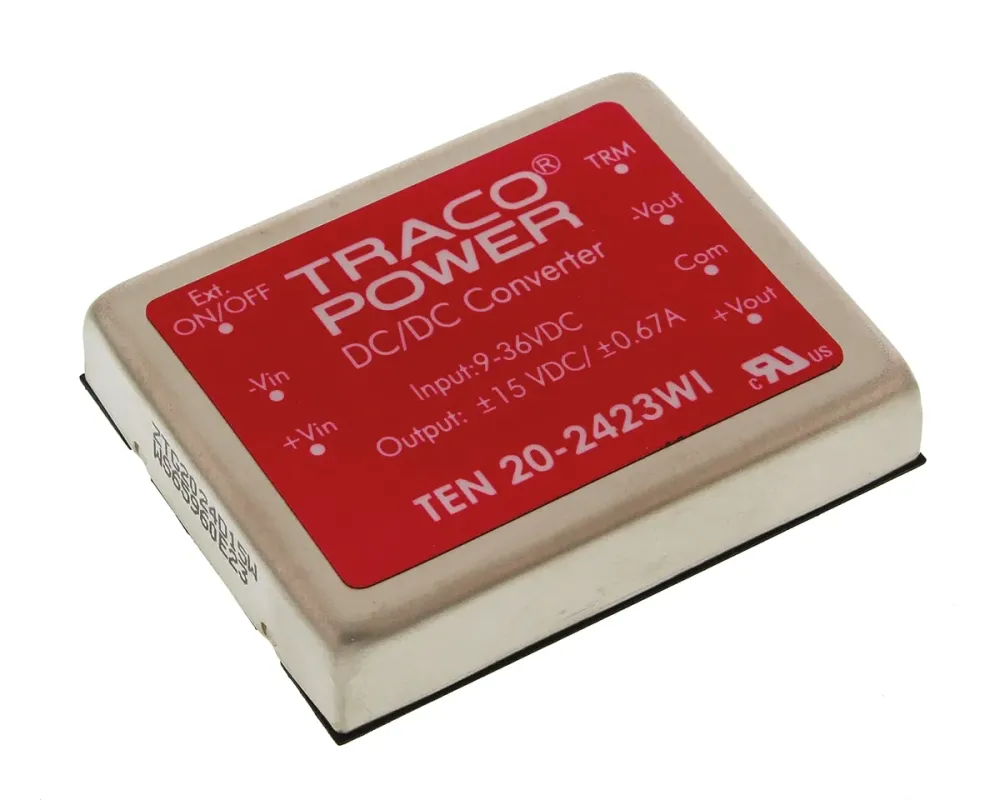 TRACO
POWER®
DC/DC Converter
Input:9-36VDC
Output: ±15 VDC/±0.67A
TEN 20-2423WI
Ext.
ON/OFF
-Vin
+Vin
TRM
-Vout
Com
+Vout
c RU US